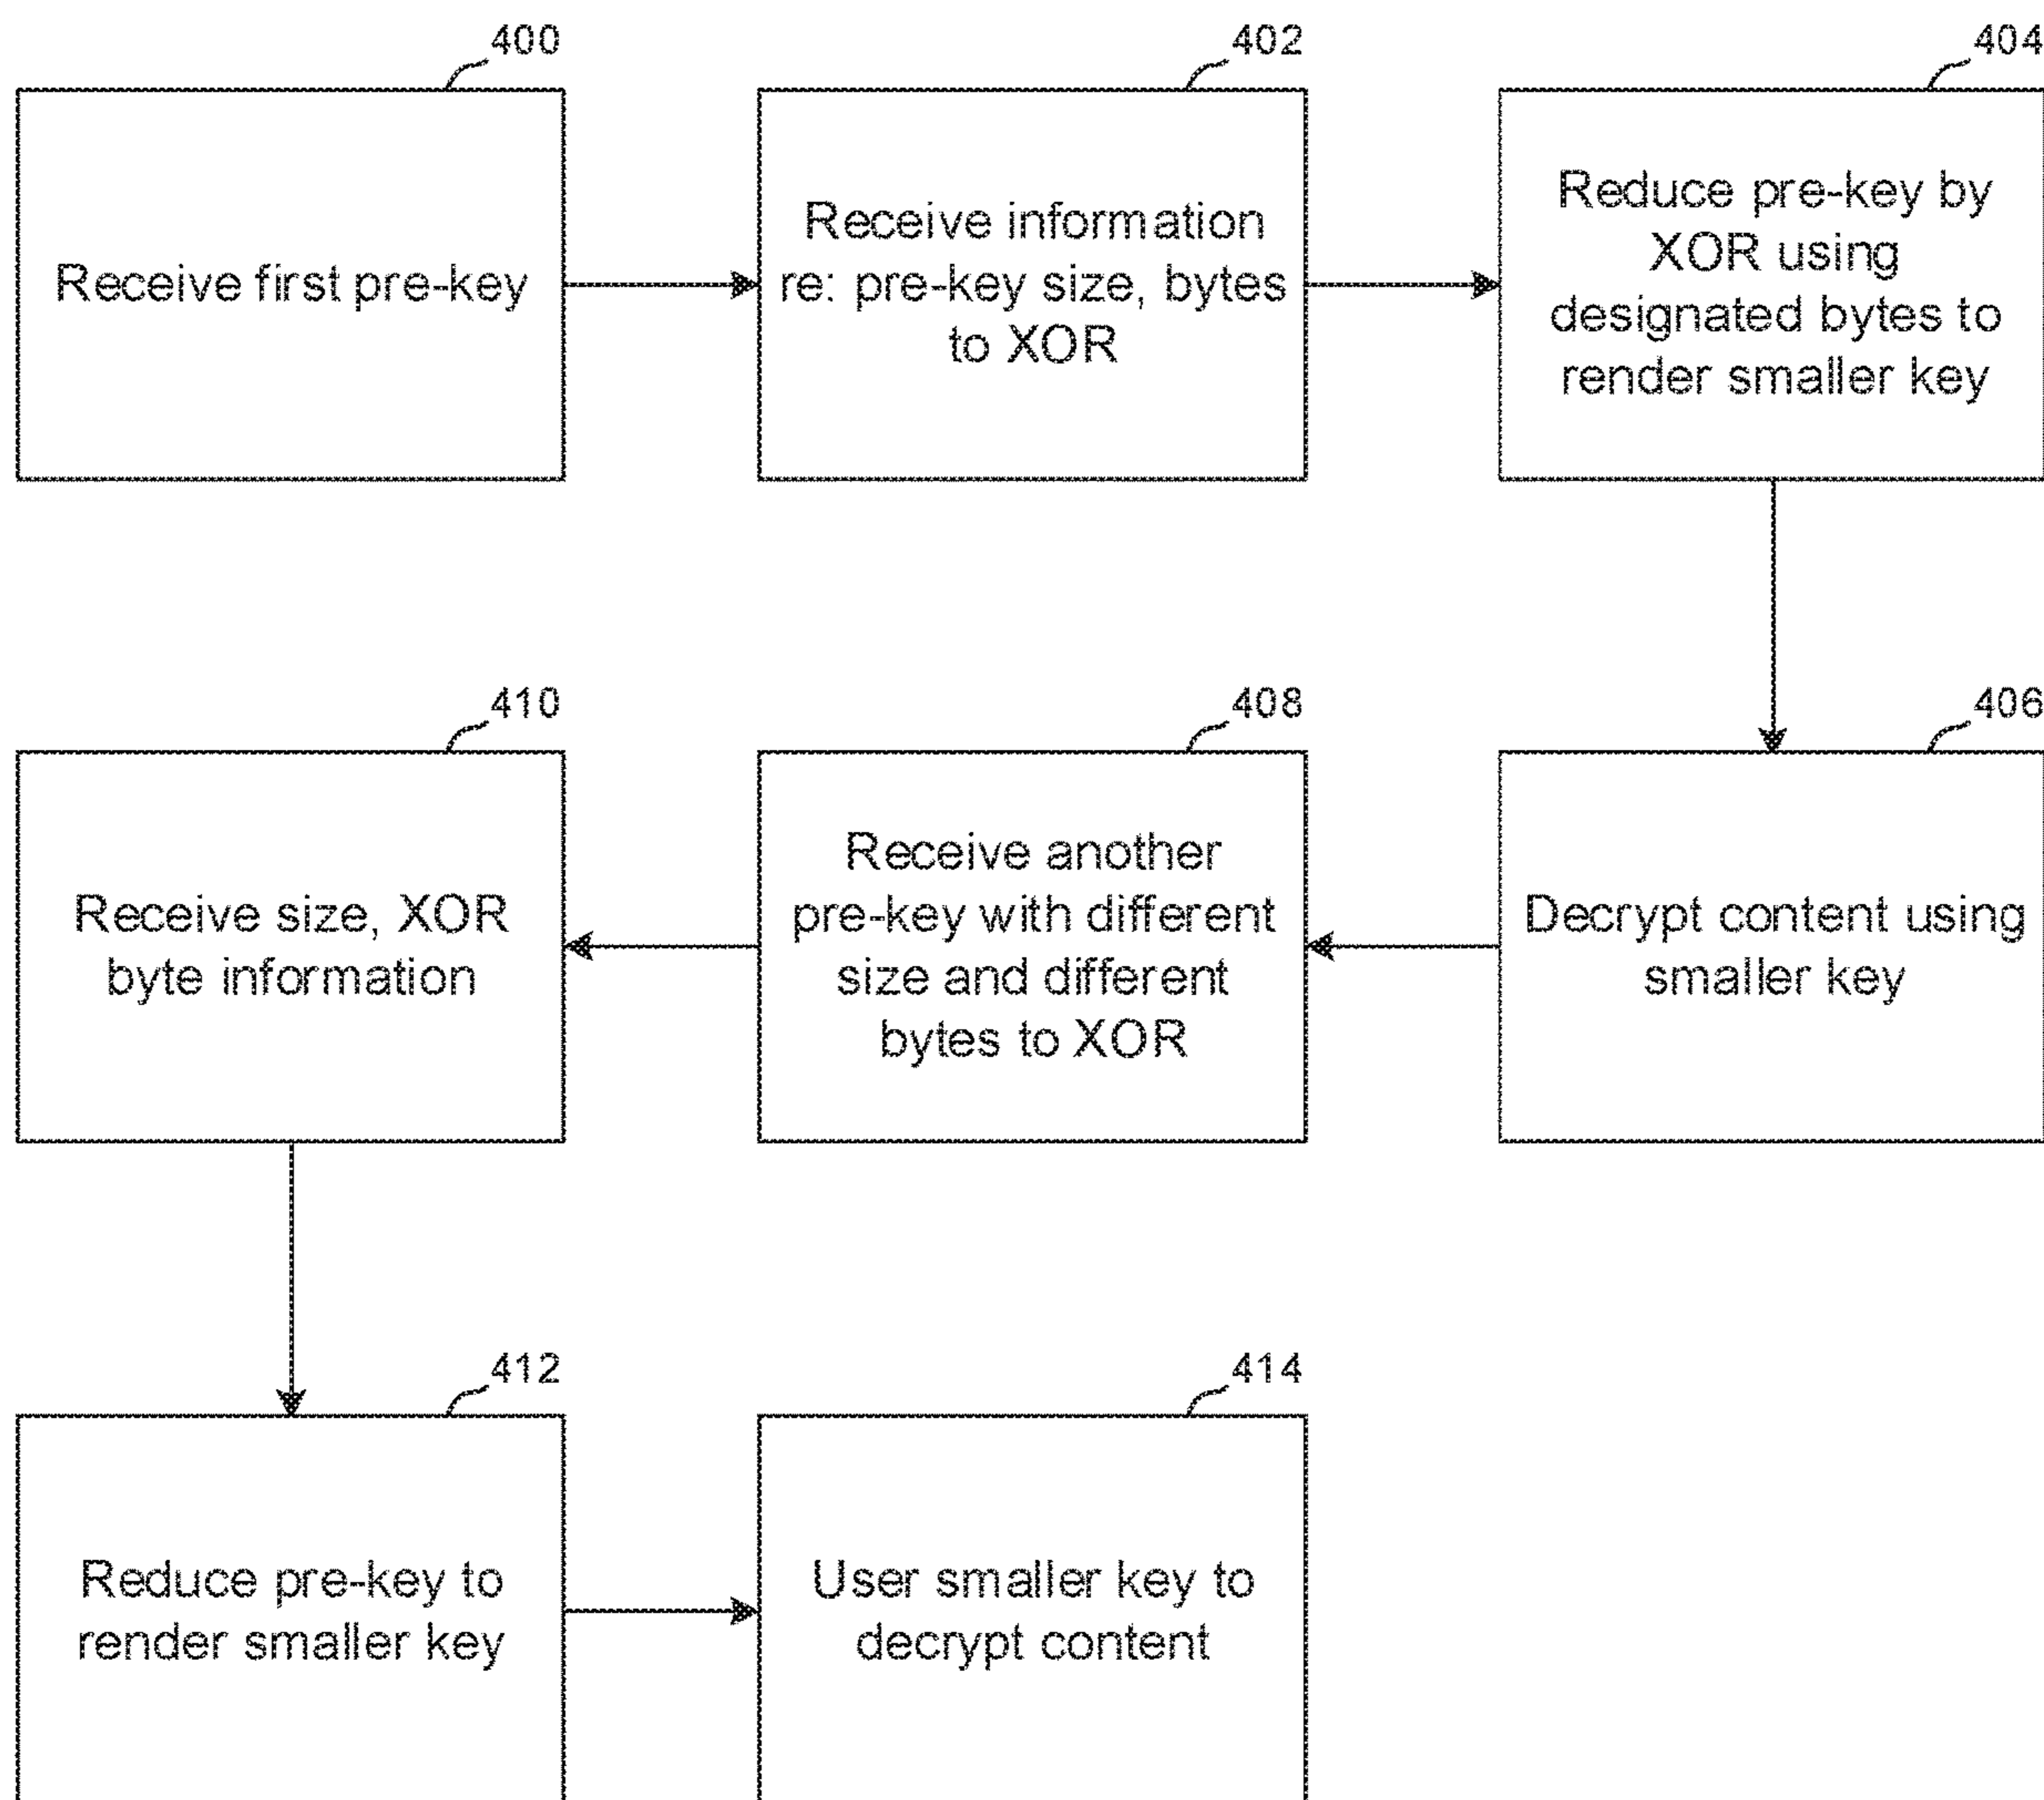 400
Receive first pre-key
402
Receive information
re: pre-key size, bytes
to XOR
404
Reduce pre-key by
XOR using
designated bytes to
render smaller key
406
Decrypt content using
smaller key
408
Receive another
pre-key with different
size and different
bytes to XOR
410
Receive size, XOR
byte information
412
Reduce pre-key to
render smaller key
414
User smaller key to
decrypt content